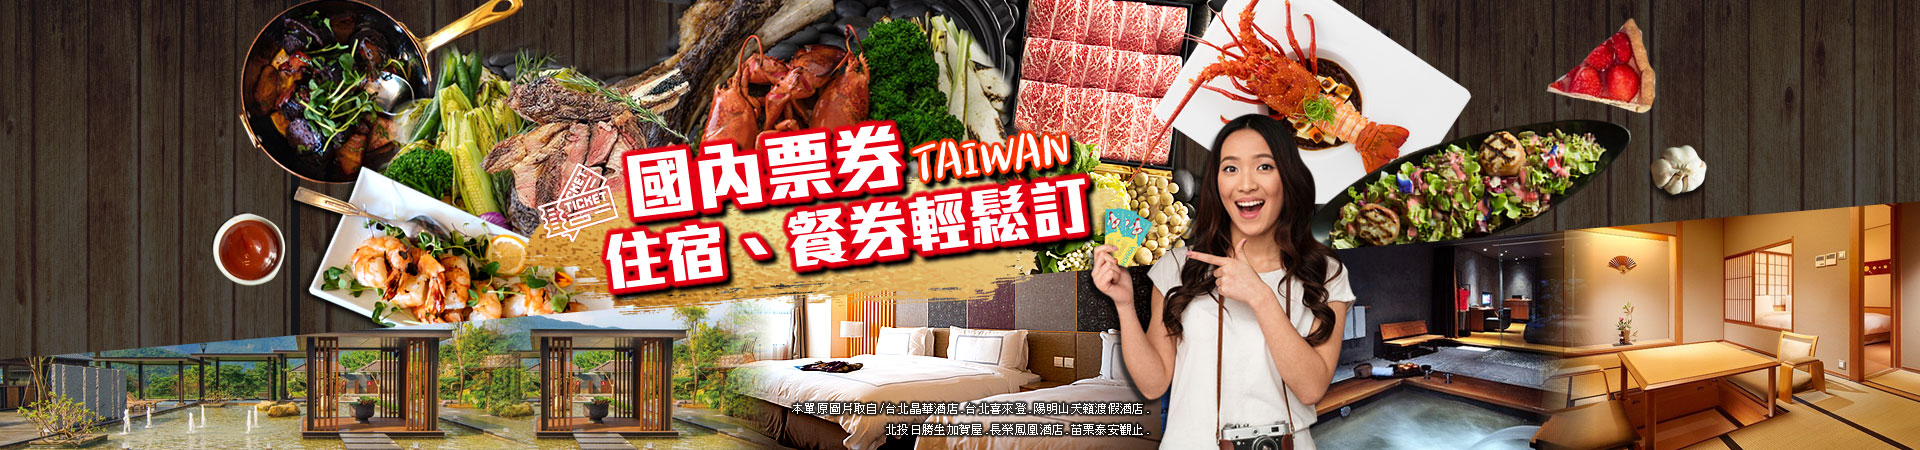 國內票券 TAIWAN
住宿、餐券輕鬆訂
TICKET
本單原圖片取自/台北晶華酒店.台北喜來登.陽明山天籟渡假酒店.
北投日勝生加賀屋.長榮鳳凰酒店.苗栗泰安觀止.